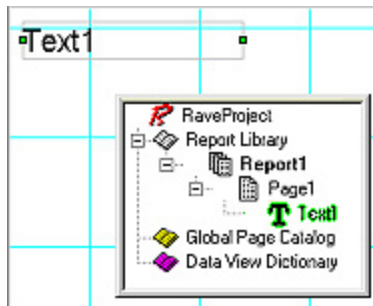 Text1
RaveProject
Report Library
Report1
Page1
Text1
Global Page Catalog
Data View Dictionary